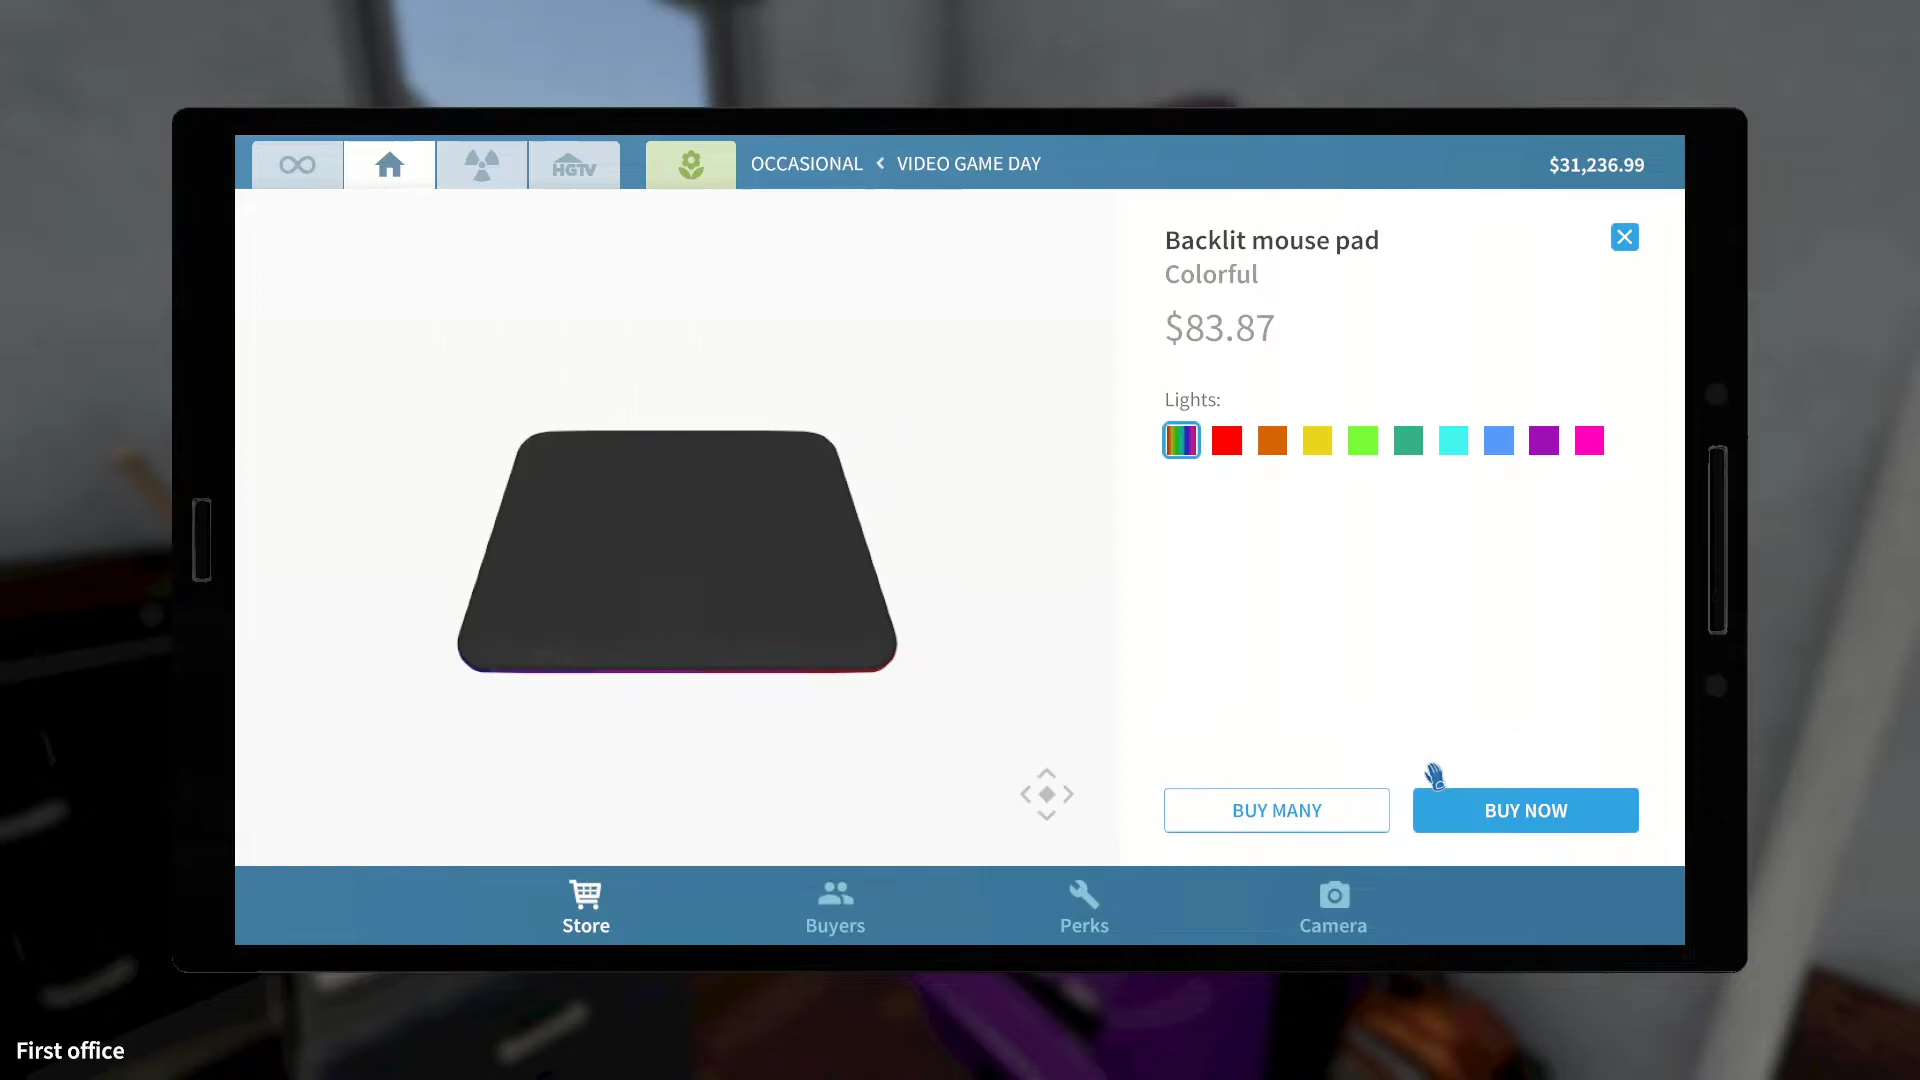 HGTV
OCCASIONAL < VIDEO GAME DAY
$31,236.99
Backlit mouse pad
Colorful
$83.87
Lights:
BUY MANY
BUY NOW
Store
Buyers
Perks
Camera
First office